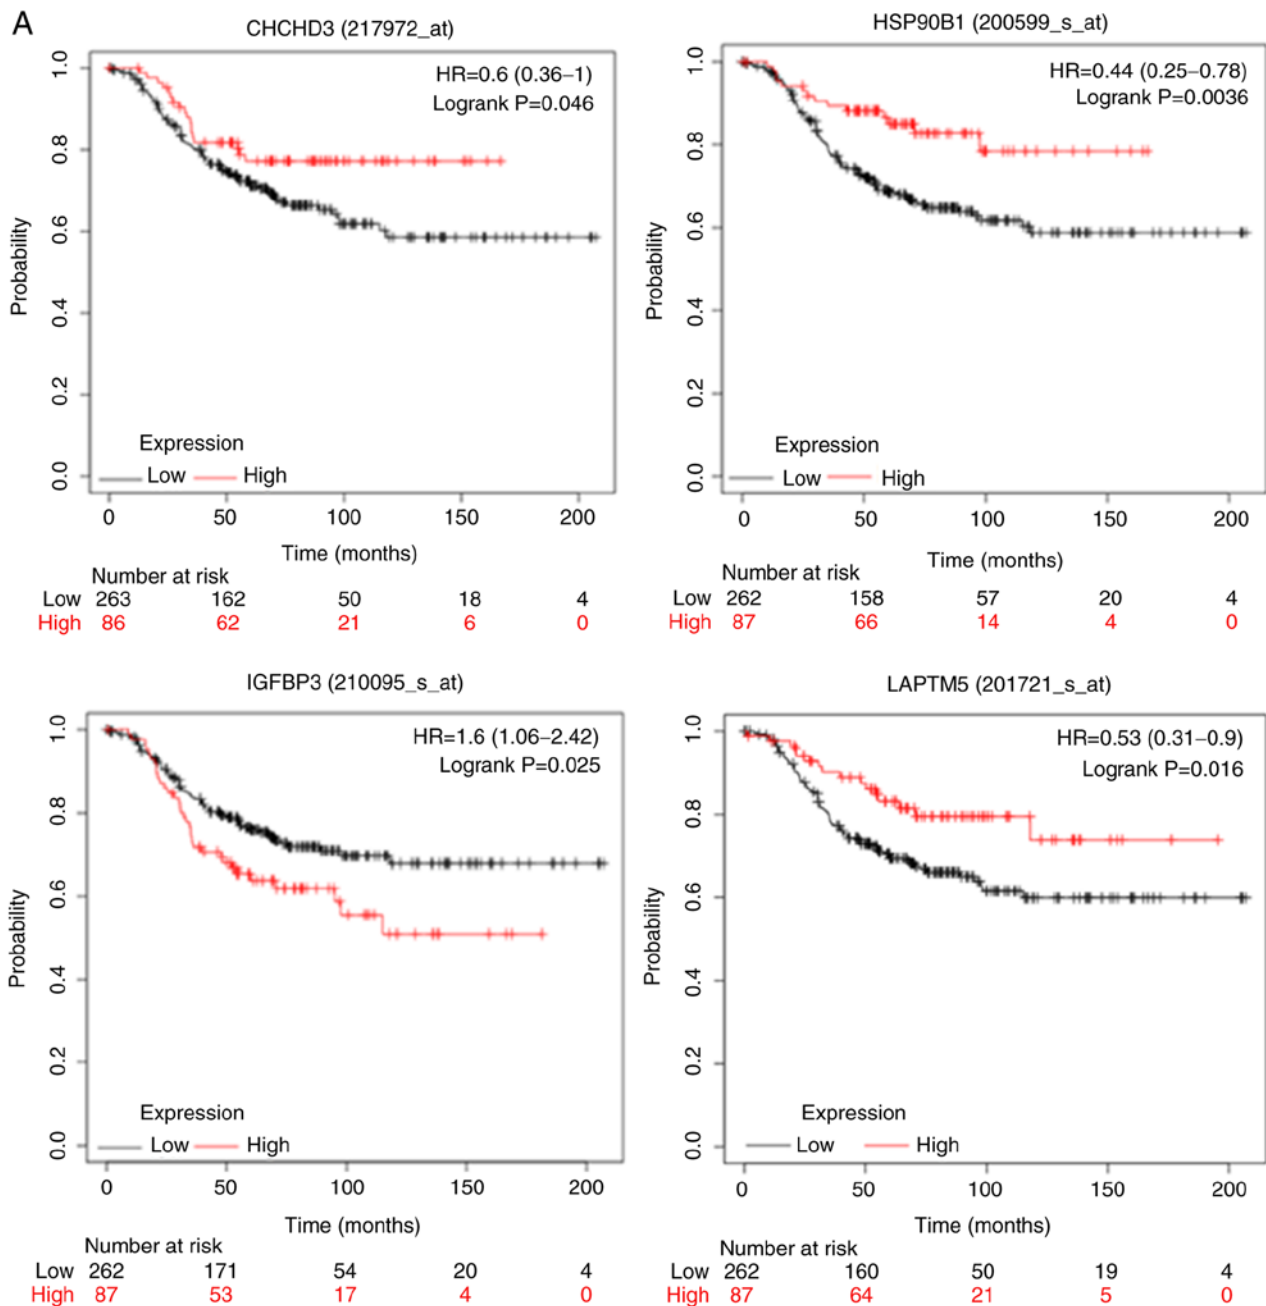 A
CHCHD3 (217972_at)
HR=0.6 (0.36–1)
Logrank P=0.046
Probability
1.0
0.8
0.6
0.4
0.2
0.0
Expression
Low High
0 50 100 150 200
Time (months)
Number at risk
Low 263 162 50 18 4
High 86 62 21 6 0
HSP90B1 (200599_s_at)
HR=0.44 (0.25–0.78)
Logrank P=0.0036
Probability
1.0
0.8
0.6
0.4
0.2
0.0
Expression
Low High
0 50 100 150 200
Time (months)
Number at risk
Low 262 158 57 20 4
High 87 66 14 4 0
IGFBP3 (210095_s_at)
HR=1.6 (1.06–2.42)
Logrank P=0.025
Probability
1.0
0.8
0.6
0.4
0.2
0.0
Expression
Low High
0 50 100 150 200
Time (months)
Number at risk
Low 262 171 54 20 4
High 87 53 17 4 0
LAPTM5 (201721_s_at)
HR=0.53 (0.31–0.9)
Logrank P=0.016
Probability
1.0
0.8
0.6
0.4
0.2
0.0
Expression
Low High
0 50 100 150 200
Time (months)
Number at risk
Low 262 160 50 19 4
High 87 64 21 5 0